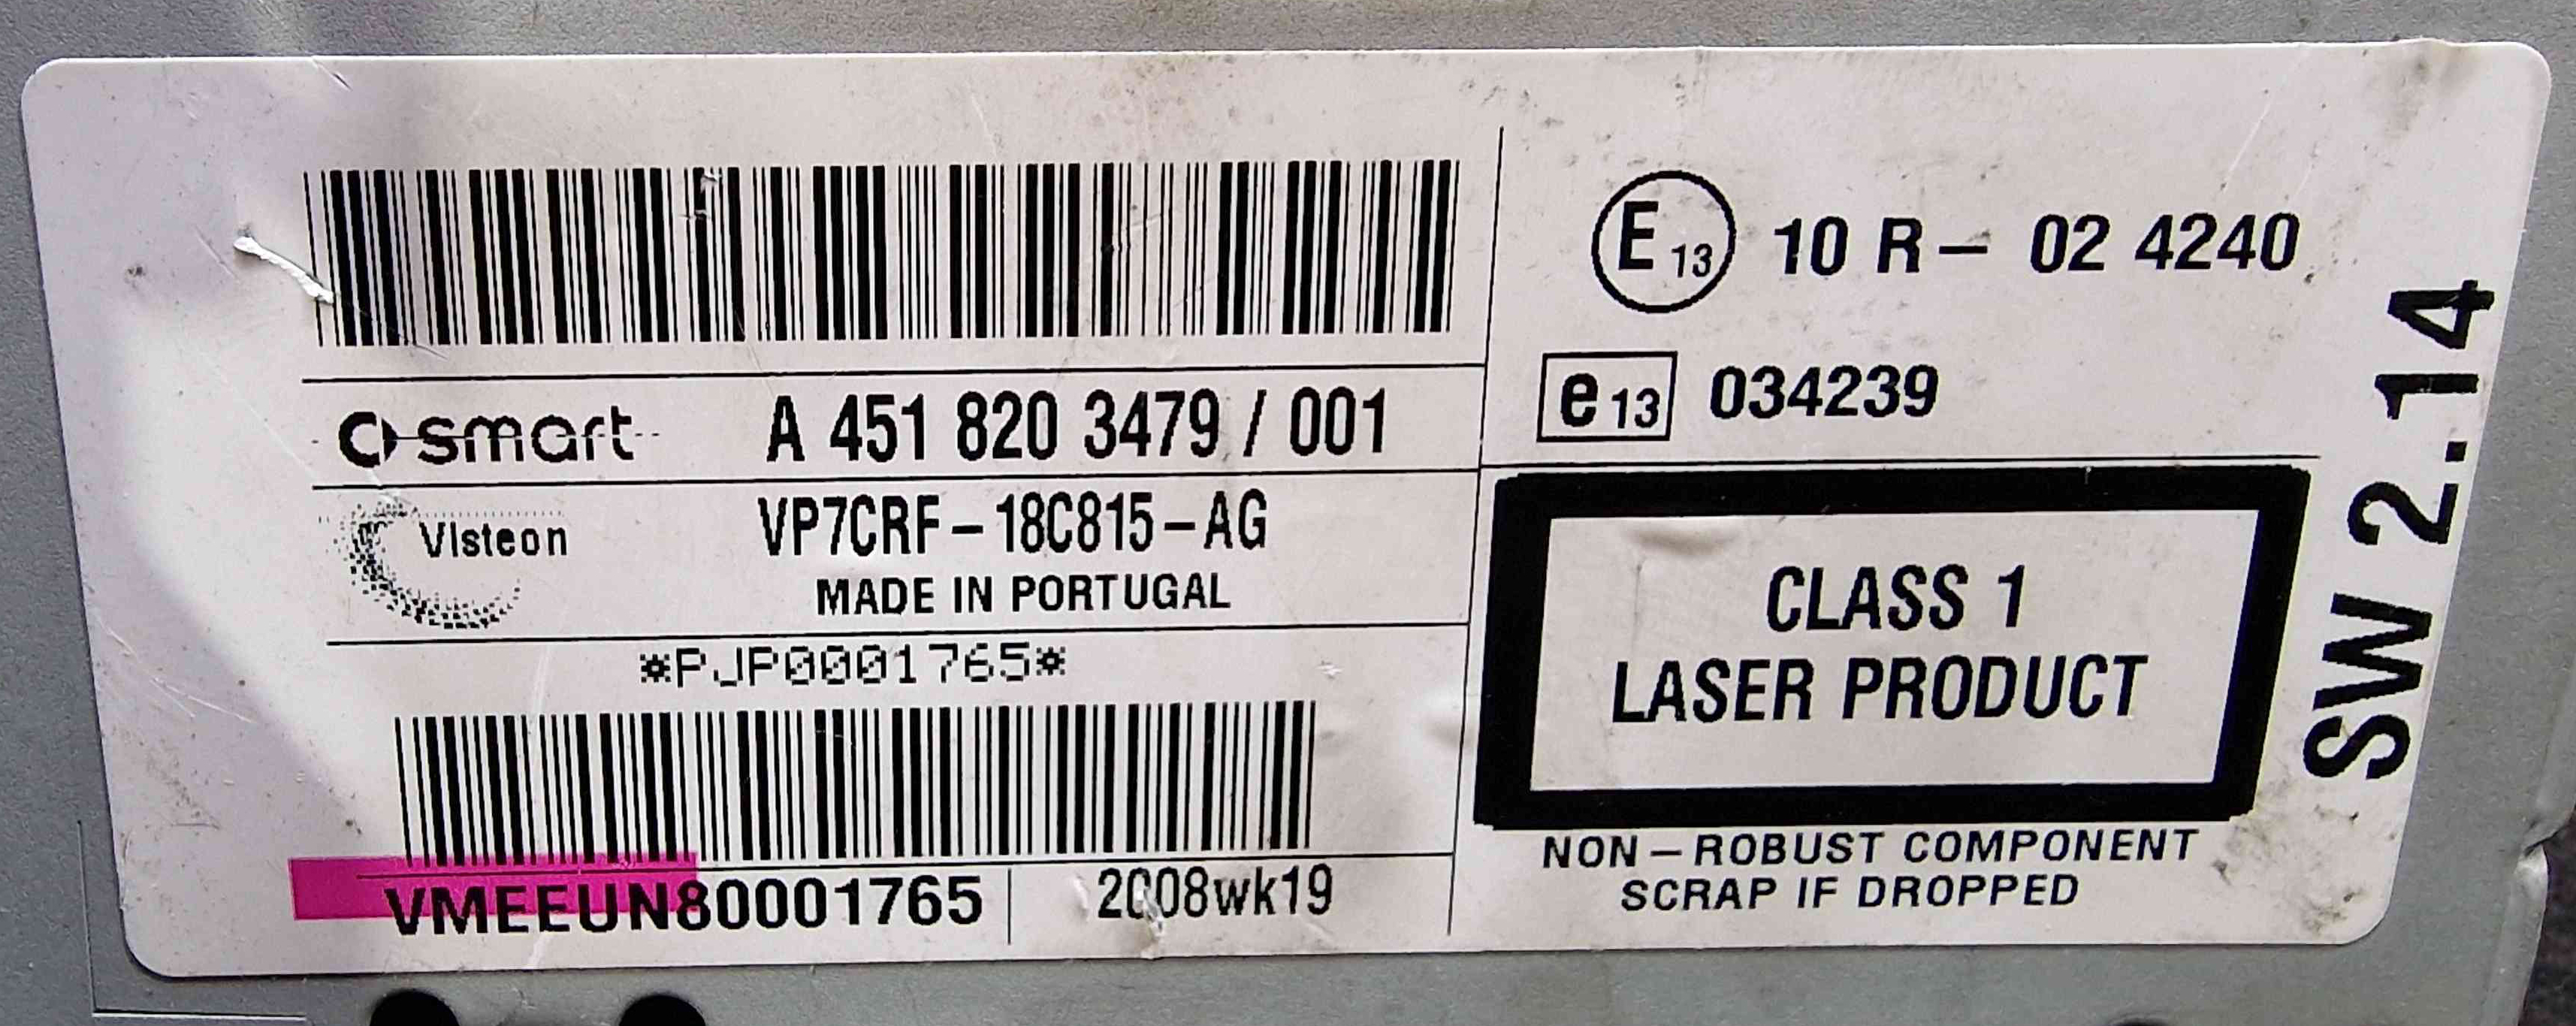 smart A 451 820 3479 / 001
Visteon VP7CRF-18C815-AG
MADE IN PORTUGAL
*PJP0001765*
VMEEUN80001765 2008wk19
E13 10 R - 02 4240
e13 034239
CLASS 1
LASER PRODUCT
NON-ROBUST COMPONENT
SCRAP IF DROPPED
SW 2.14